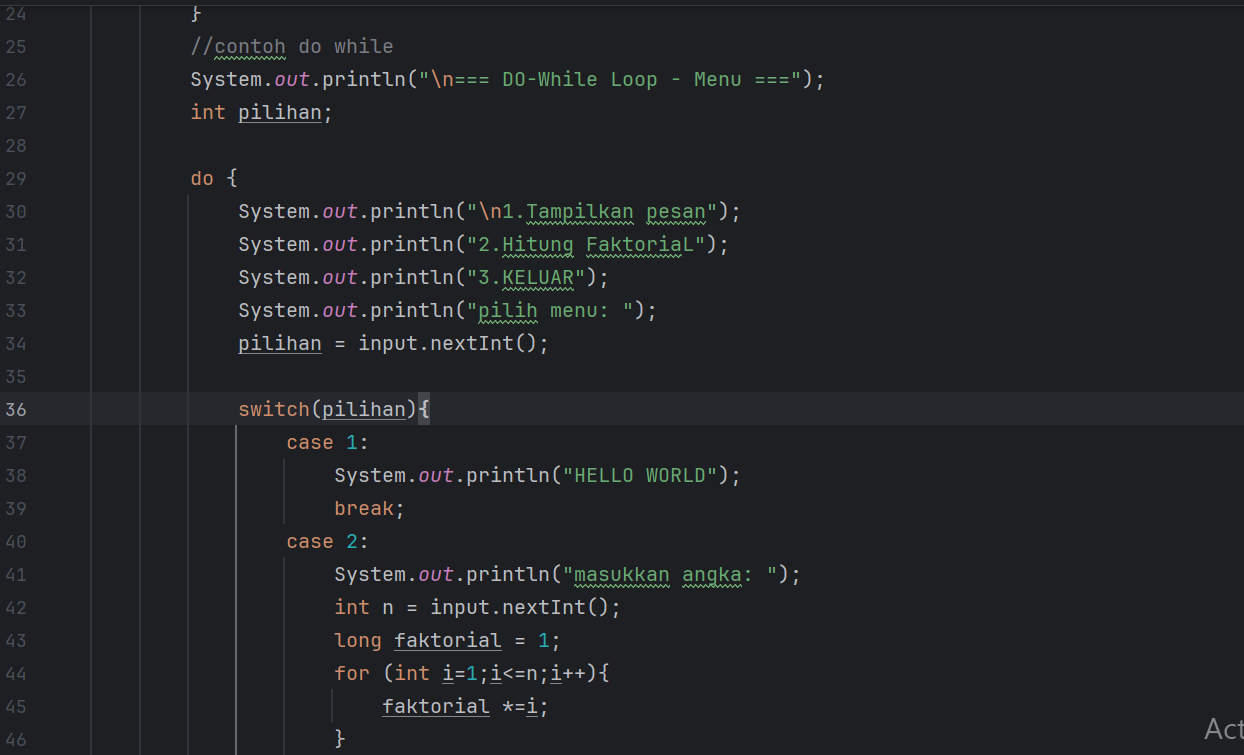 24 }
25 //contoh do while
26 System.out.println("\n=== DO-While Loop - Menu ===");
27 int pilihan;
28
29 do {
30 System.out.println("\n1.Tampilkan pesan");
31 System.out.println("2.Hitung FaktoriaL");
32 System.out.println("3.KELUAR");
33 System.out.println("pilih menu: ");
34 pilihan = input.nextInt();
35
36 switch(pilihan){
37 case 1:
38 System.out.println("HELLO WORLD");
39 break;
40 case 2:
41 System.out.println("masukkan angka: ");
42 int n = input.nextInt();
43 long faktorial = 1;
44 for (int i=1;i<=n;i++){
45 faktorial *=i;
46 }
Act